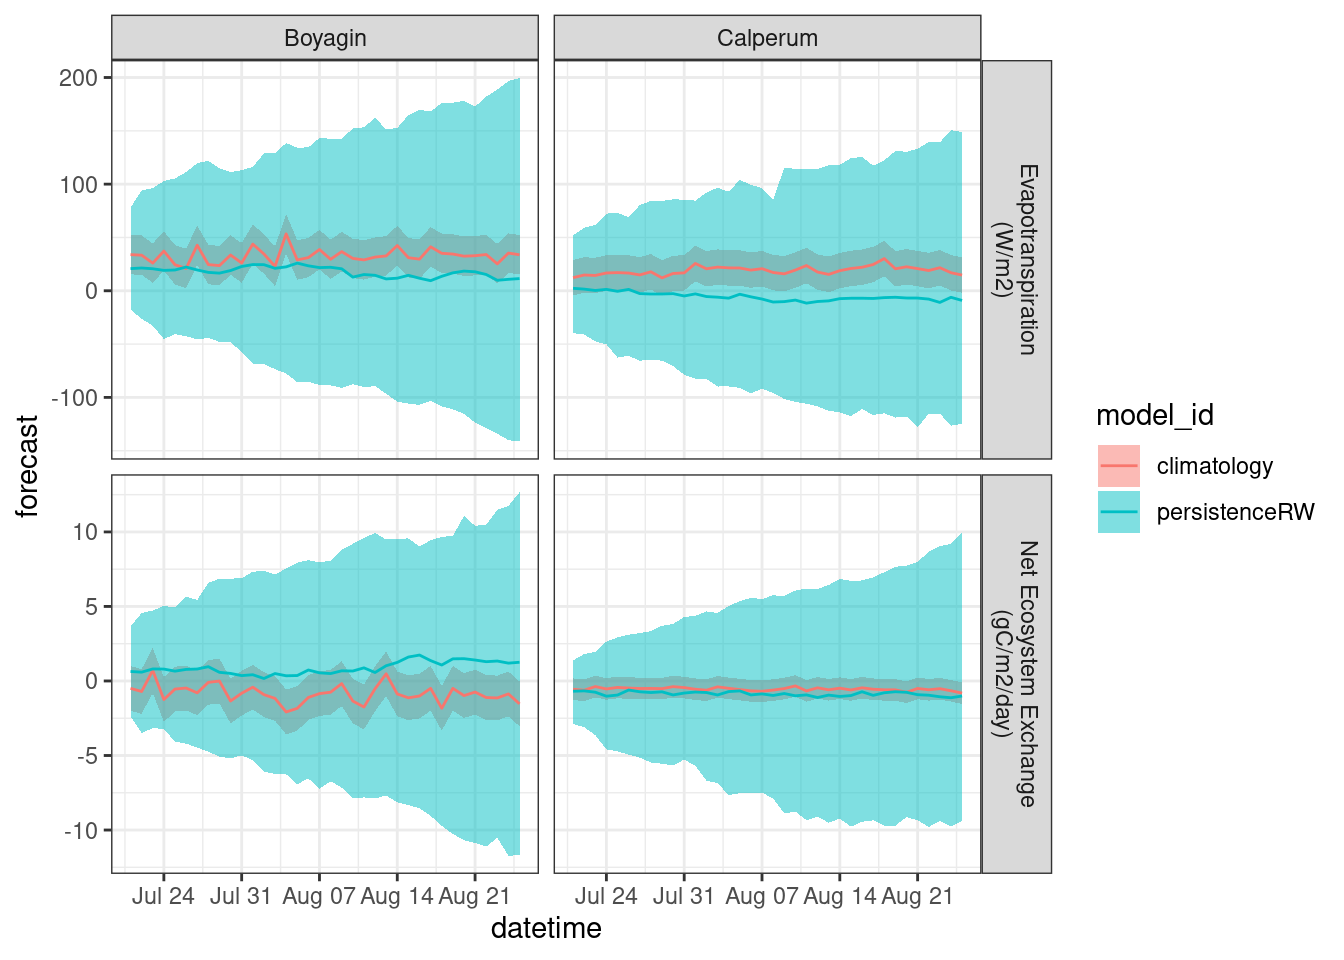 Boyagin
Calperum
200
100
0
-100
Evapotranspiration
(W/m2)
10
5
0
-5
-10
Net Ecosystem Exchange
(gC/m2/day)
forecast
Jul 24
Jul 31
Aug 07
Aug 14
Aug 21
Jul 24
Jul 31
Aug 07
Aug 14
Aug 21
datetime
model_id
climatology
persistenceRW